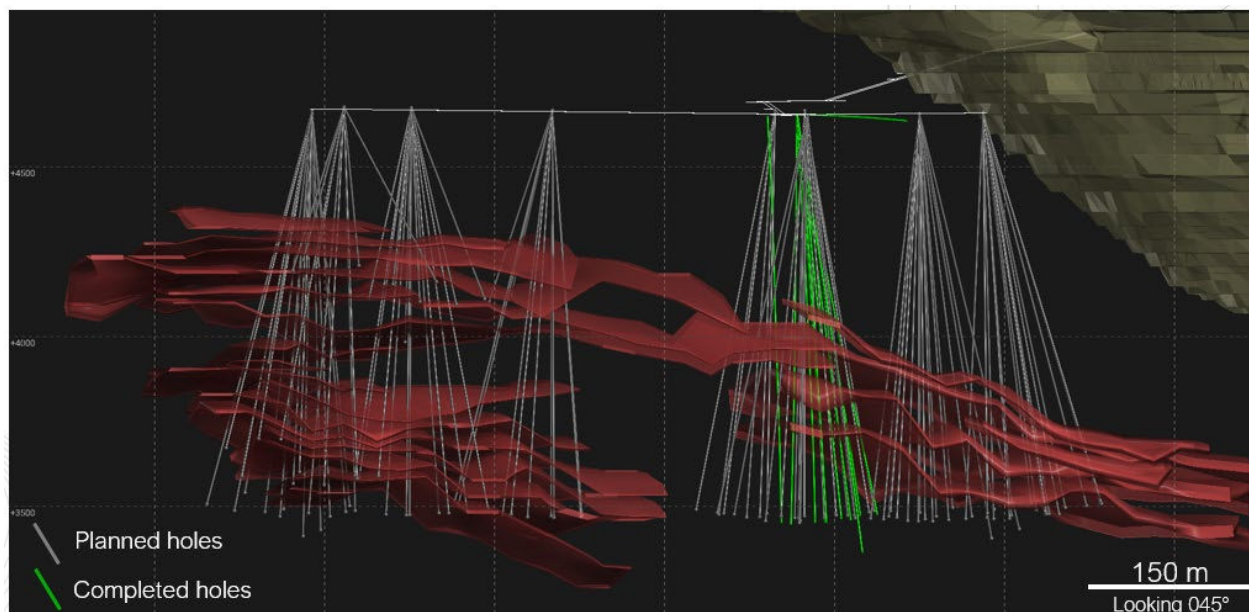 +4500
+4000
+3500
Planned holes
Completed holes
150 m
Looking 045°